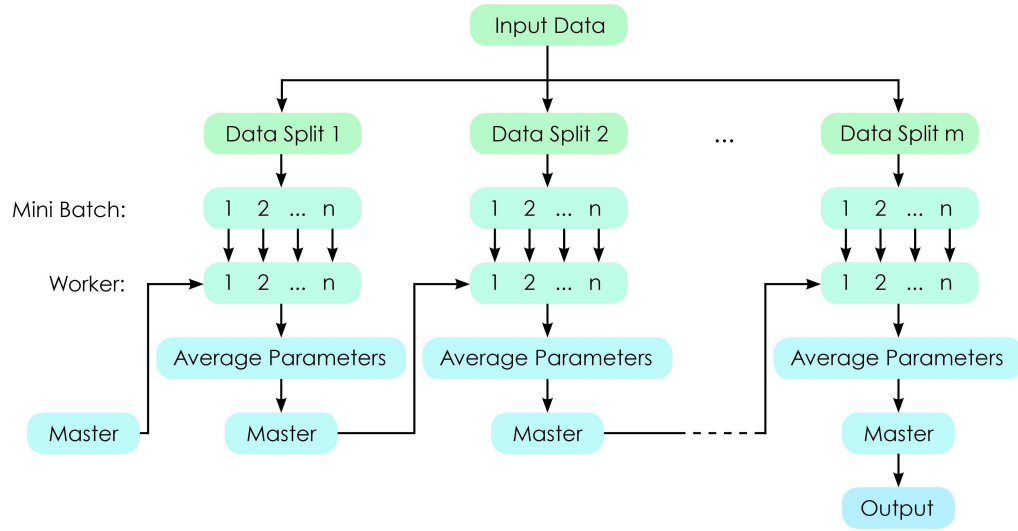 Input Data
Data Split 1 Data Split 2 ... Data Split m
Mini Batch: 1 2 ... n 1 2 ... n 1 2 ... n
Worker: 1 2 ... n 1 2 ... n 1 2 ... n
Average Parameters Average Parameters Average Parameters
Master Master Master Master
Output